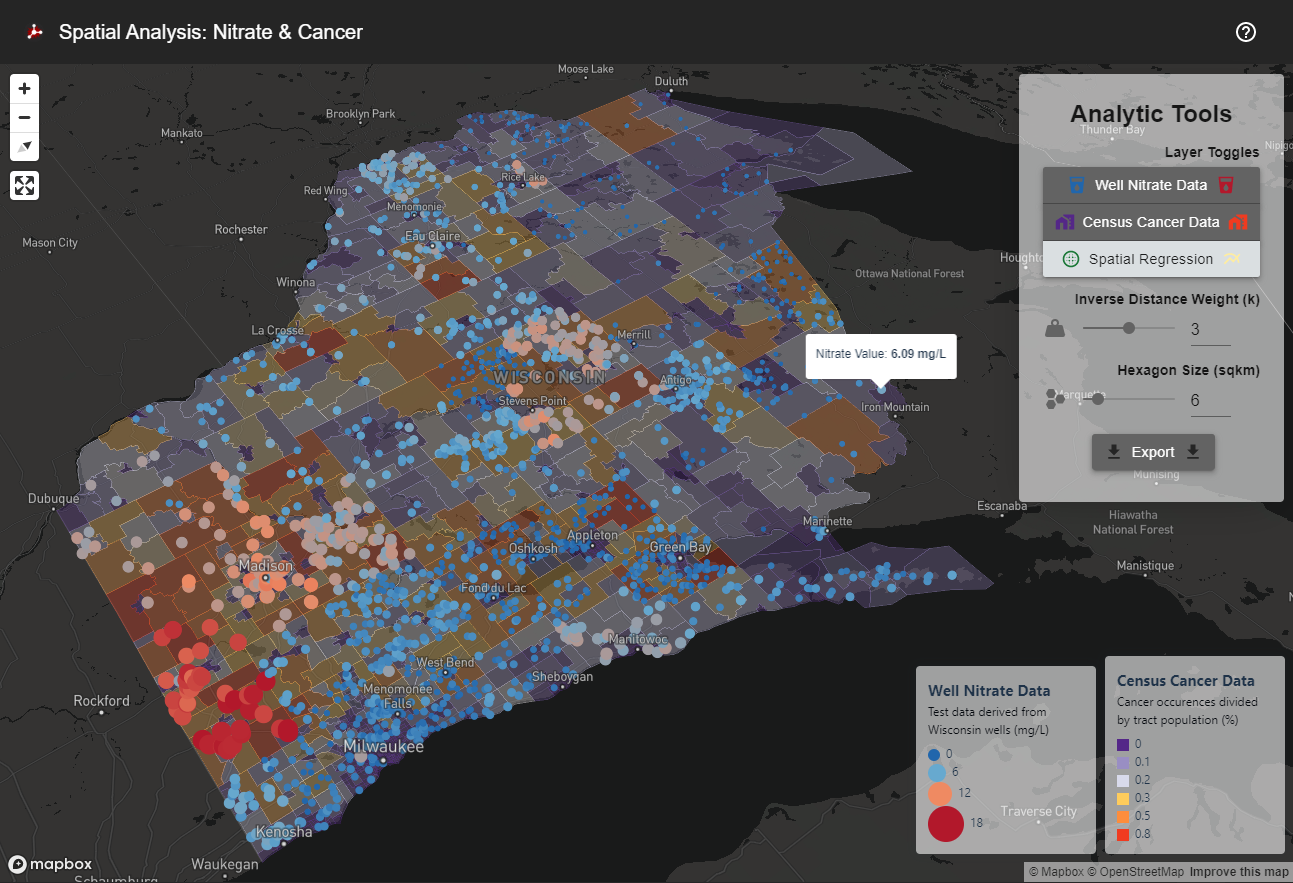 Spatial Analysis: Nitrate & Cancer
Moose Lake
Duluth
Brooklyn Park
Mankato
Analytic Tools
Thunder Bay
Layer Toggles
Well Nitrate Data
Census Cancer Data
Spatial Regression
Inverse Distance Weight (k)
3
Hexagon Size (sqkm)
6
Export
Rice Lake
Red Wing
Menomonie
Rochester
Eau Claire
Mason City
Ottawa National Forest
Winona
La Crosse
Merrill
Nitrate Value: 6.09 mg/L
WISCONSIN
Antigo
Stevens Point
Iron Mountain
Marquette
Munising
Dubuque
Escanaba
Hiawatha
National Forest
Marinette
Appleton
Oshkosh
Green Bay
Madison
Manistique
Fond du Lac
Manitowoc
West Bend
Sheboygan
Menomonee
Falls
Rockford
Milwaukee
Kenosha
Waukegan
Schaumburg
Well Nitrate Data
Test data derived from
Wisconsin wells (mg/L)
0
6
12
18
Traverse City
Census Cancer Data
Cancer occurences divided
by tract population (%)
0
0.1
0.2
0.3
0.5
0.8
mapbox
© Mapbox © OpenStreetMap Improve this map